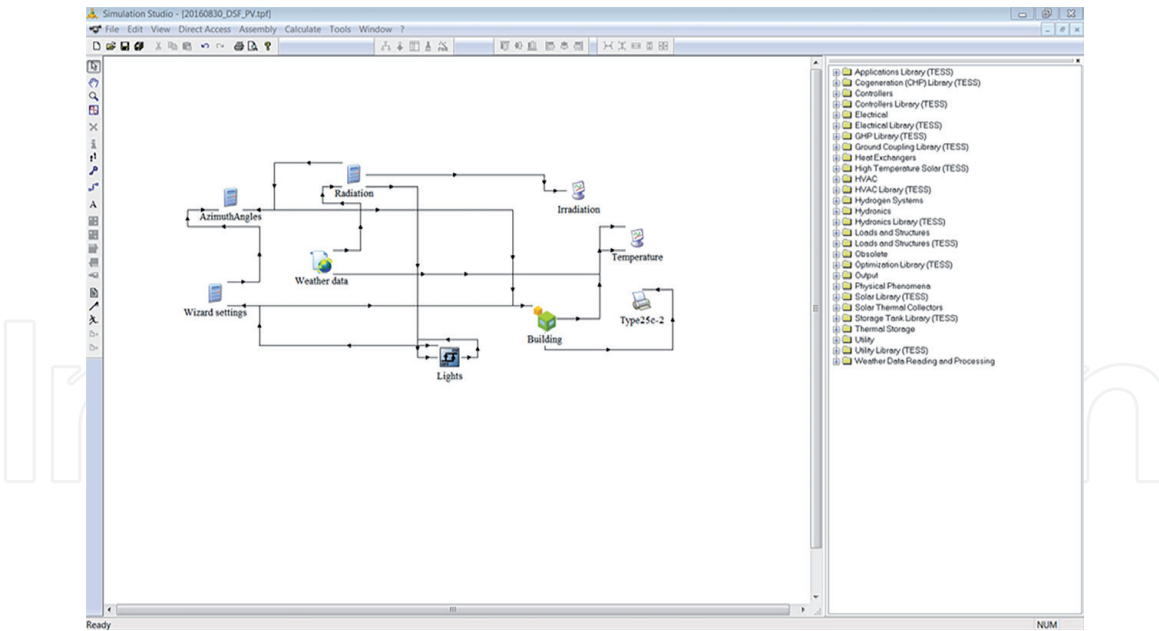 Simulation Studio - [20160830_DSF_PV.tpf]
File Edit View Direct Access Assembly Calculate Tools Window ?
Radiation
AzimuthAngles
Irradiation
Temperature
Weather data
Wizard settings
Building
Type25c-2
Lights
Applications Library (TESS)
Cogeneration (CHP) Library (TESS)
Controllers
Controllers Library (TESS)
Electrical
Electrical Library (TESS)
GHP Library (TESS)
Ground Coupling Library (TESS)
Heat Exchangers
High Temperature Solar (TESS)
HVAC
HVAC Library (TESS)
Hydrogen Systems
Hydronics
Hydronics Library (TESS)
Loads and Structures
Loads and Structures (TESS)
Obsolete
Optimization Library (TESS)
Output
Physical Phenomena
Solar Library (TESS)
Solar Thermal Collectors
Storage Tank Library (TESS)
Thermal Storage
Utility
Utility Library (TESS)
Weather Data Reading and Processing
Ready
NUM